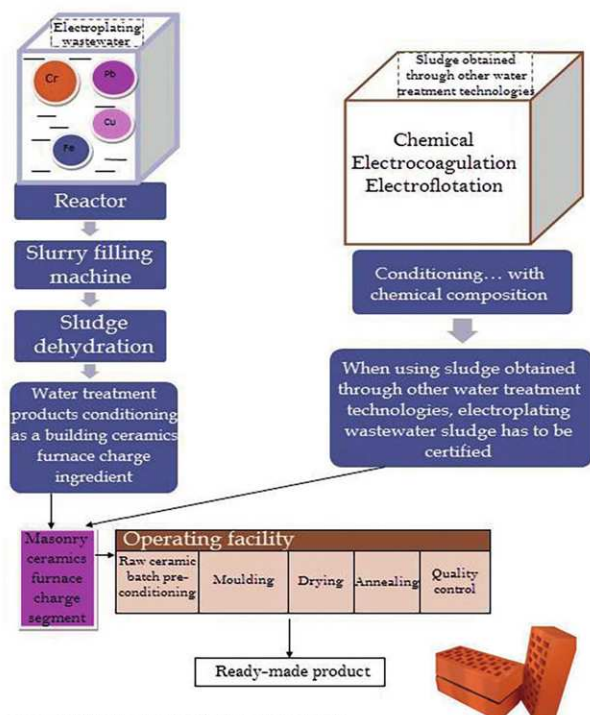 Electroplating
wastewater
Cr
Pb
Cu
Fe
Reactor
Slurry filling
machine
Sludge
dehydration
Water treatment
products conditioning
as a building ceramics
furnace charge
ingredient
Sludge obtained
through other water
treatment technologies
Chemical
Electrocoagulation
Electroflotation
Conditioning… with
chemical composition
When using sludge obtained
through other water treatment
technologies, electroplating
wastewater sludge has to be
certified
Masonry
ceramics
furnace
charge
segment
Operating facility
Raw ceramic
batch pre-
conditioning
Moulding
Drying
Annealing
Quality
control
Ready-made product